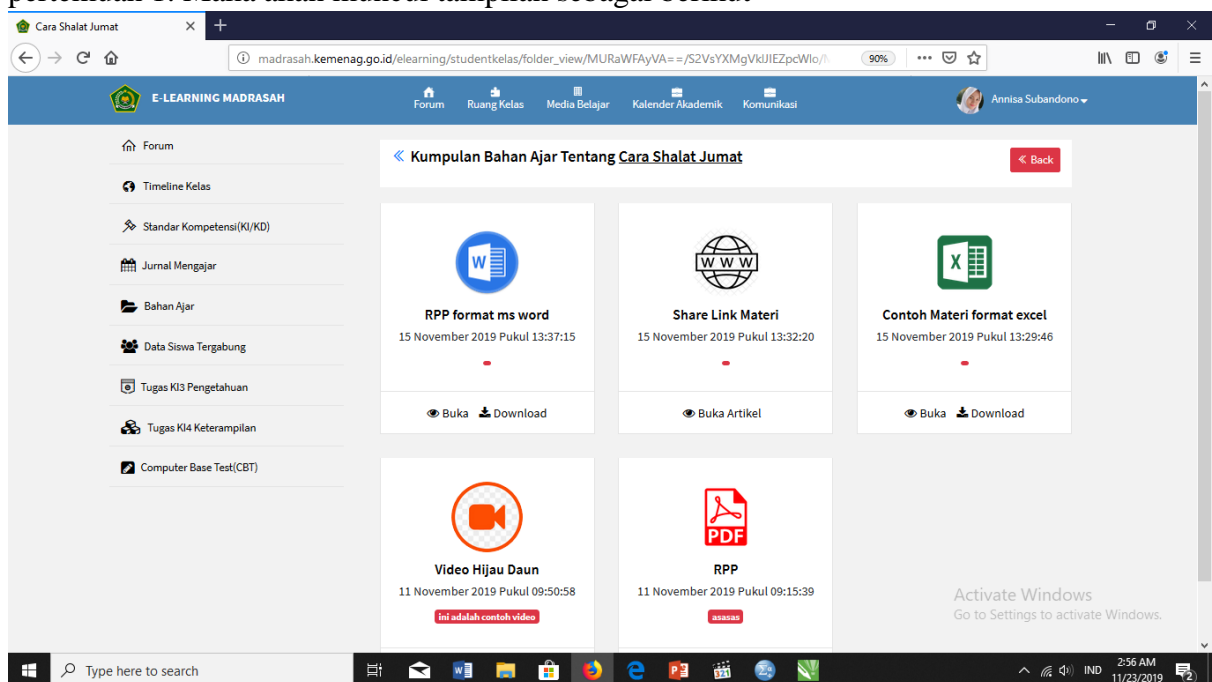 Cara Shalat Jumat
madrasah.kemenag.go.id/elearning/studentkelas/folder_view/MURaWFAyVA==/S2VsYXMgVklJIEZpcWlo/
90%
E-LEARNING MADRASAH
Forum
Ruang Kelas
Media Belajar
Kalender Akademik
Komunikasi
Annisa Subandono
Forum
Timeline Kelas
Standar Kompetensi(KI/KD)
Jurnal Mengajar
Bahan Ajar
Data Siswa Tergabung
Tugas KI3 Pengetahuan
Tugas KI4 Keterampilan
Computer Base Test(CBT)
Kumpulan Bahan Ajar Tentang Cara Shalat Jumat
Back
W
RPP format ms word
15 November 2019 Pukul 13:37:15
Buka Download
WWW
Share Link Materi
15 November 2019 Pukul 13:32:20
Buka Artikel
X
Contoh Materi format excel
15 November 2019 Pukul 13:29:46
Buka Download
Video Hijau Daun
11 November 2019 Pukul 09:50:58
ini adalah contoh video
PDF
RPP
11 November 2019 Pukul 09:15:39
asasas
Activate Windows
Go to Settings to activate Windows.
Type here to search
321
IND
2:56 AM
11/23/2019
2